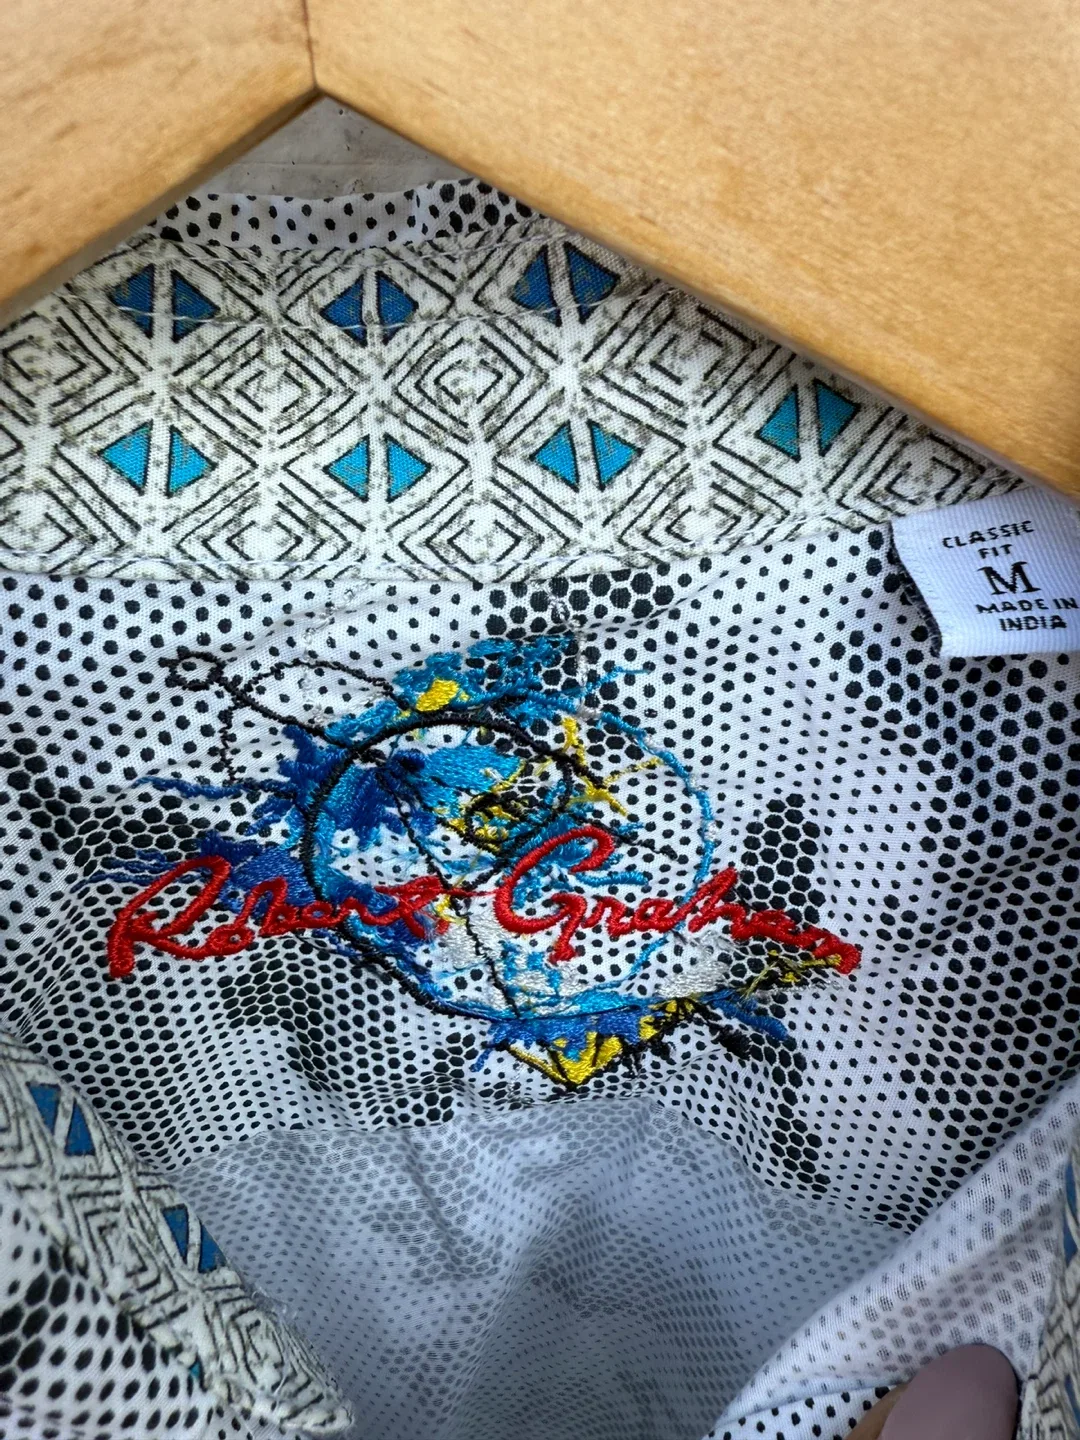 CLASSIC
FIT
M
MADE IN
INDIA
Robert Graham